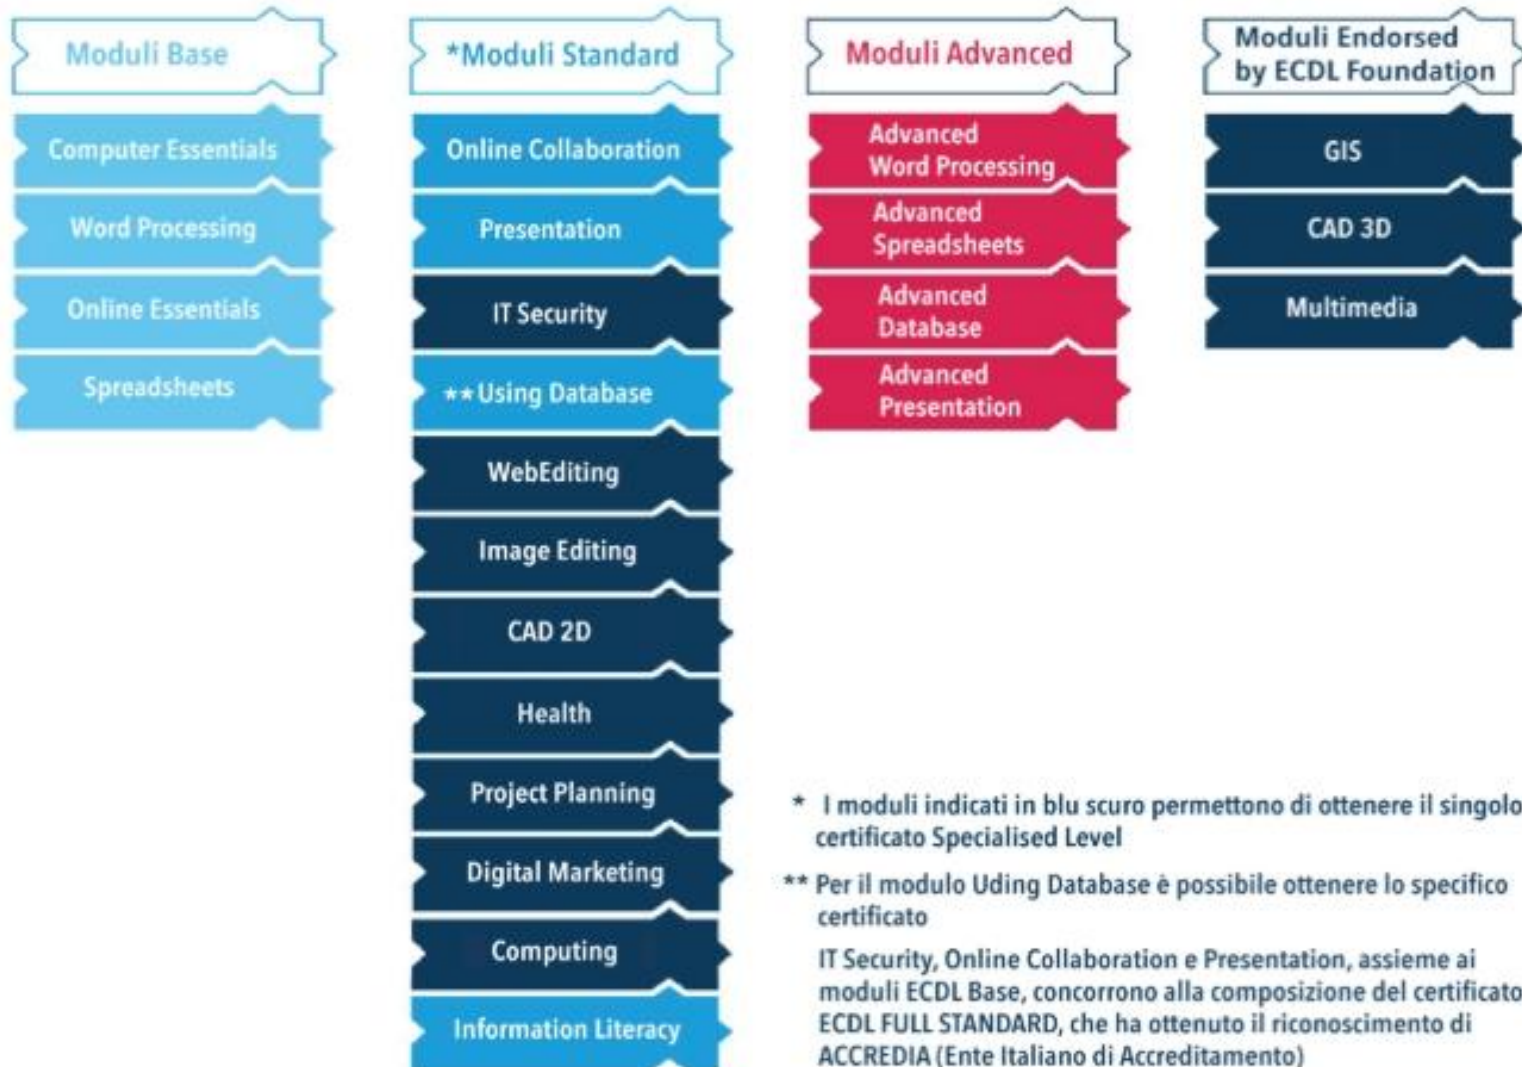 Moduli Base
Computer Essentials
Word Processing
Online Essentials
Spreadsheets
*Moduli Standard
Online Collaboration
Presentation
IT Security
**Using Database
WebEditing
Image Editing
CAD 2D
Health
Project Planning
Digital Marketing
Computing
Information Literacy
Moduli Advanced
Advanced
Word Processing
Advanced
Spreadsheets
Advanced
Database
Advanced
Presentation
Moduli Endorsed
by ECDL Foundation
GIS
CAD 3D
Multimedia
* I moduli indicati in blu scuro permettono di ottenere il singolo
certificato Specialised Level
** Per il modulo Uding Database è possibile ottenere lo specifico
certificato
IT Security, Online Collaboration e Presentation, assieme ai
moduli ECDL Base, concorrono alla composizione del certificato
ECDL FULL STANDARD, che ha ottenuto il riconoscimento di
ACCREDIA (Ente Italiano di Accreditamento)